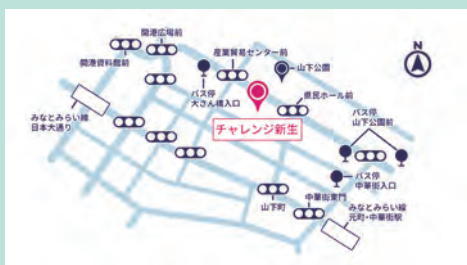 開港広場前
開港資料館前
産業貿易センター前
N
山下公園
バス停
大さん橋入口
県民ホール前
みなとみらい線
日本大通り
チャレンジ新生
バス停
山下公園前
バス停
中華街入口
山下町
中華街東門
みなとみらい線
元町・中華街駅